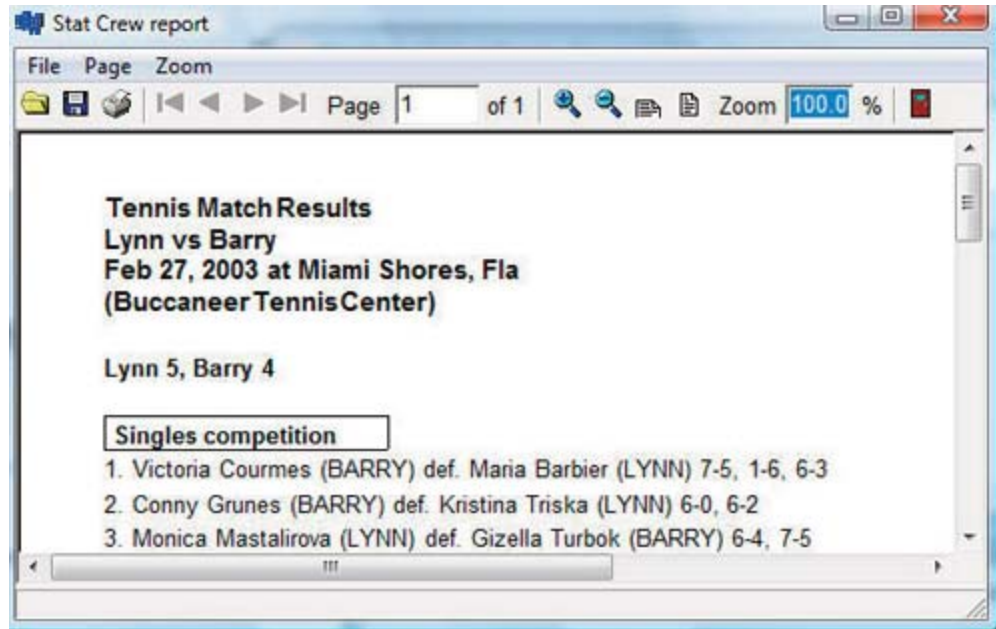 Stat Crew report
File Page Zoom
Page 1 of 1 Zoom 100.0 %
Tennis Match Results
Lynn vs Barry
Feb 27, 2003 at Miami Shores, Fla
(Buccaneer Tennis Center)
Lynn 5, Barry 4
Singles competition
1. Victoria Courmes (BARRY) def. Maria Barbier (LYNN) 7-5, 1-6, 6-3
2. Conny Grunes (BARRY) def. Kristina Triska (LYNN) 6-0, 6-2
3. Monica Mastalirova (LYNN) def. Gizella Turbok (BARRY) 6-4, 7-5